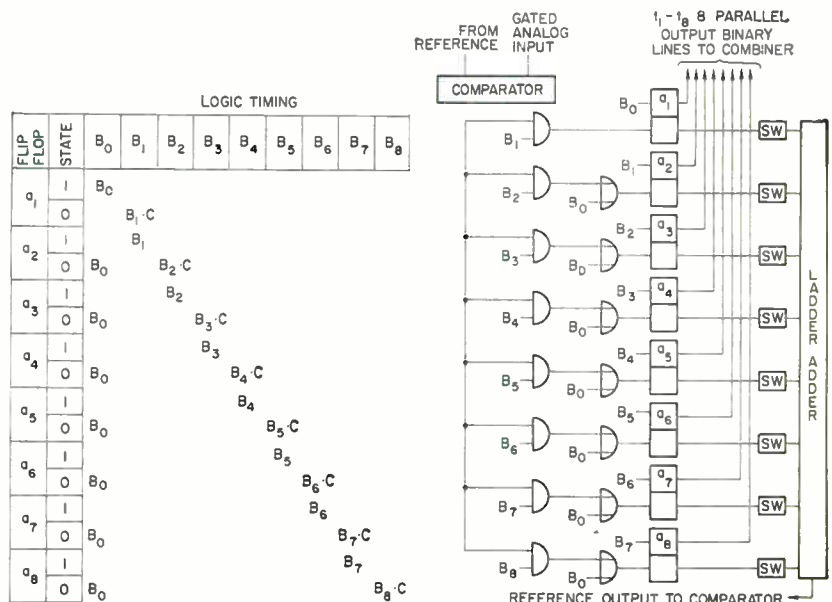 LOGIC TIMING
FLIP FLOP STATE B₀ B₁ B₂ B₃ B₄ B₅ B₆ B₇ B₈
a₁ 1 B₀
0 B₁·C
a₂ 1 B₁
0 B₀ B₂·C
a₃ 1 B₂
0 B₀ B₃·C
a₄ 1 B₃
0 B₀ B₄·C
a₅ 1 B₄
0 B₀ B₅·C
a₆ 1 B₅
0 B₀ B₆·C
a₇ 1 B₆
0 B₀ B₇·C
a₈ 1 B₇
0 B₀ B₈·C
FROM REFERENCE
GATED ANALOG INPUT
t₁-t₈ 8 PARALLEL
OUTPUT BINARY
LINES TO COMBINER
COMPARATOR
B₀ a₁
B₁ SW
B₁ a₂
B₂ B₀ SW
B₂ a₃
B₃ B₀ SW
B₃ a₄
B₄ B₀ SW
B₄ a₅
B₅ B₀ SW
B₅ a₆
B₆ B₀ SW
B₆ a₇
B₇ B₀ SW
B₇ a₈
B₈ B₀ SW
LADDER ADDER
REFERENCE OUTPUT TO COMPARATOR